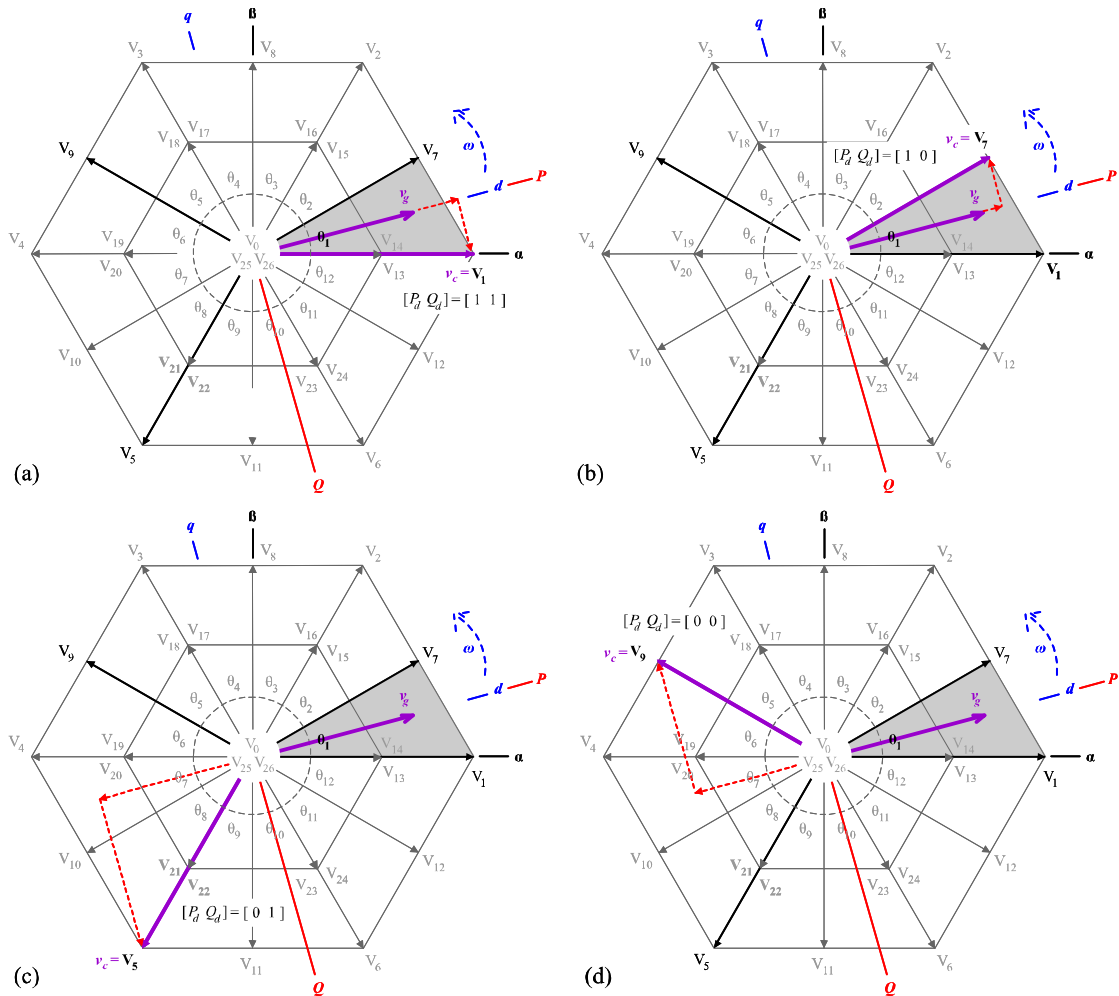 q ß
V3 V8 V2
V18 V17 V16 V15
V9 V7
ω
d P
θ5 θ4 θ3 θ2
vg
V4 V19 θ6 V0 θ1 V14 α
V20 θ7 V25 V26 θ12 V13 vc = V1
[Pd Qd] = [ 1 1 ]
θ8 θ9 θ10 θ11
V10 V12
V21 V22 V23 V24
V5 V11 V6
(a) Q
q ß
V3 V8 V2
V18 V17 V16
vc = V7
V9 [Pd Qd] = [ 1 0 ]
ω
d P
θ5 θ4 θ3 θ2
vg
V4 V19 θ6 V0 θ1 V14 α
V20 θ7 V25 V26 θ12 V13 V1
θ8 θ9 θ10 θ11
V10 V12
V21 V22 V23 V24
V5 V11 V6
(b) Q
q ß
V3 V8 V2
V18 V17 V16 V15
V9 V7
ω
d P
θ5 θ4 θ3 θ2
vg
V4 V19 θ6 V0 θ1 V14 α
V20 θ7 V25 V26 θ12 V13 V1
θ8 θ9 θ10 θ11
V10 V12
V21 V22 V23 V24
[Pd Qd] = [ 0 1 ]
vc = V5 V11 V6
(c) Q
q ß
V3 V8 V2
[Pd Qd] = [ 0 0 ]
V18 V17 V16 V15
vc = V9 V7
ω
d P
θ5 θ4 θ3 θ2
vg
V4 V19 θ6 V0 θ1 V14 α
V20 θ7 V25 V26 θ12 V13 V1
θ8 θ9 θ10 θ11
V10 V12
V21 V22 V23 V24
V5 V11 V6
(d) Q